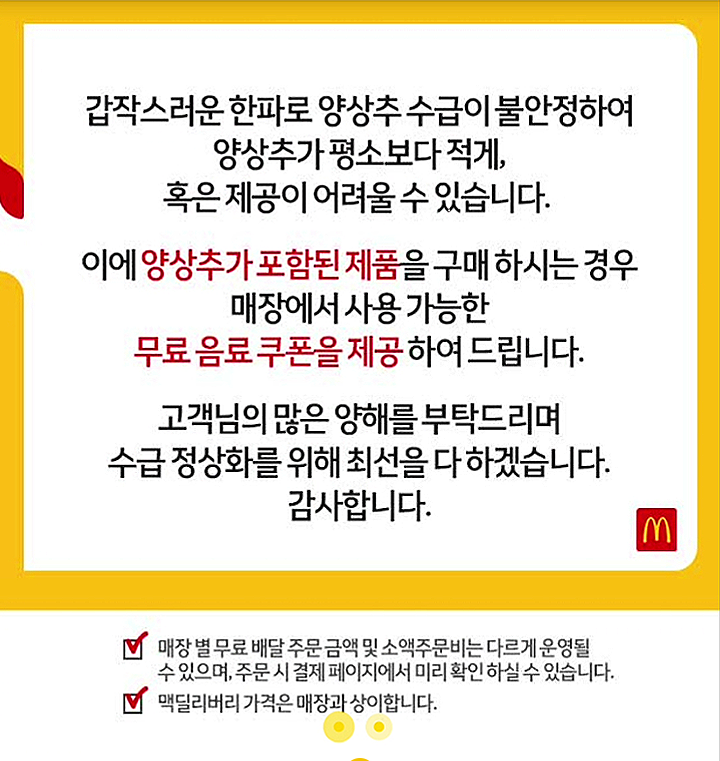 갑작스러운 한파로 양상추 수급이 불안정하여
양상추가 평소보다 적게,
혹은 제공이 어려울 수 있습니다.
이에 양상추가 포함된 제품을 구매 하시는 경우
매장에서 사용 가능한
무료 음료 쿠폰을 제공 하여 드립니다.
고객님의 많은 양해를 부탁드리며
수급 정상화를 위해 최선을 다 하겠습니다.
감사합니다.
매장 별 무료 배달 주문 금액 및 소액주문비는 다르게 운영될
수 있으며, 주문 시 결제 페이지에서 미리 확인 하실 수 있습니다.
맥딜리버리 가격은 매장과 상이합니다.